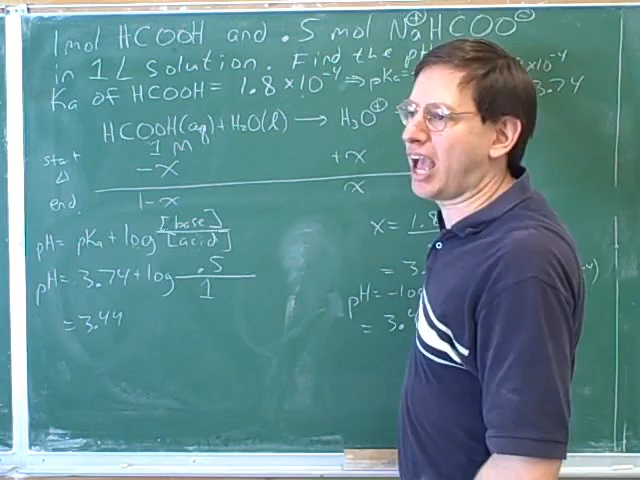 1 mol HCOOH and .5 mol Na⊕HCOO⊖
in 1 L solution. Find the pH
Ka of HCOOH = 1.8 × 10⁻⁴ ⇒ pKa= ×10⁻⁴
3.74
HCOOH(aq) + H₂O(l) → H₃O⊕
start 1 M
Δ -x +x
end 1-x x
pH = pKa + log [base]/[acid]
pH = 3.74 + log .5/1
= 3.44
x = 1.8
= 3.
pH = -log
= 3.4